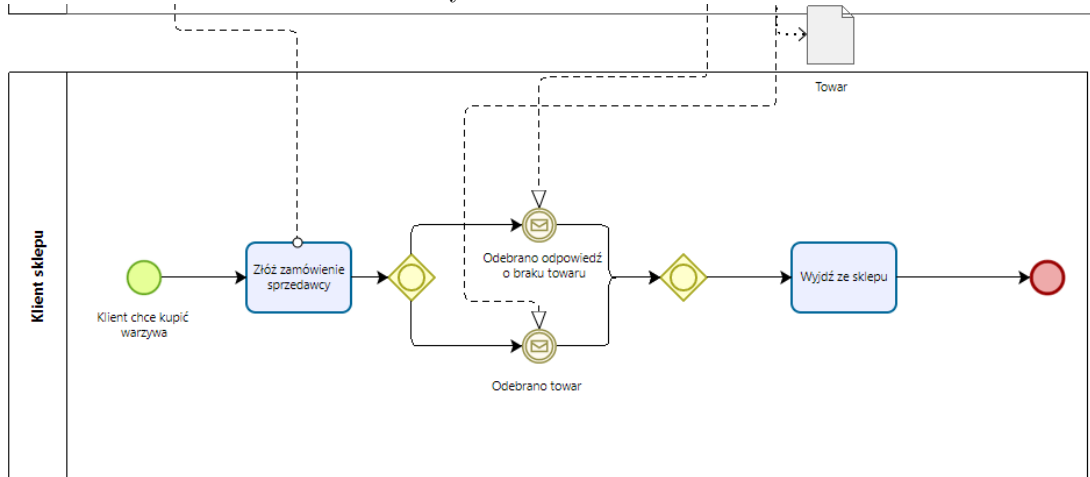 Towar
Klient sklepu
Złóż zamówienie
sprzedawcy
Odebrano odpowiedź
o braku towaru
Wyjdź ze sklepu
Klient chce kupić
warzywa
Odebrano towar